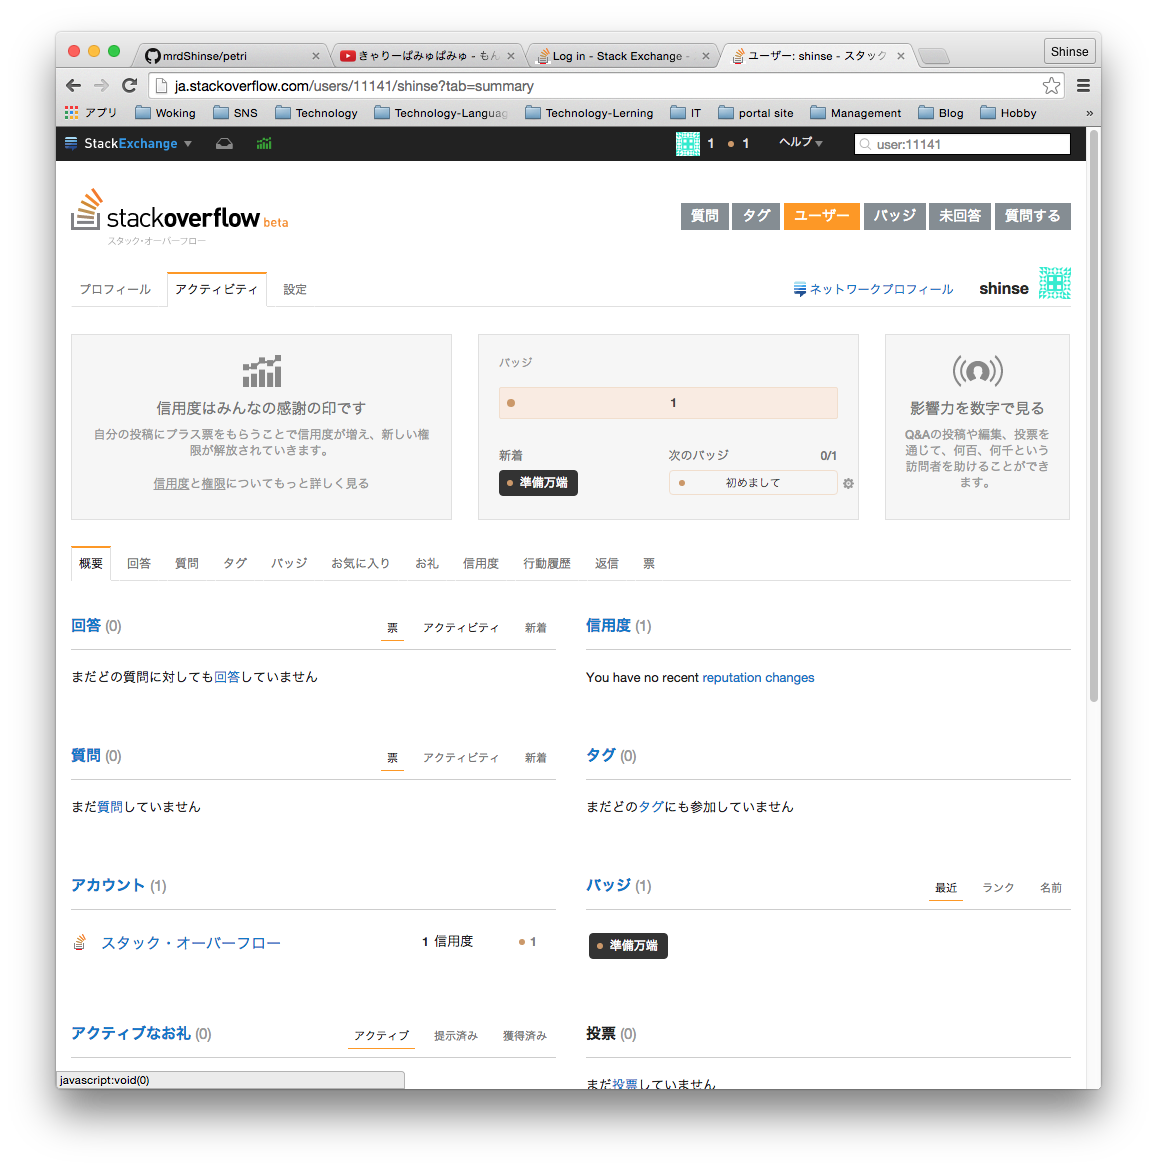 mrdShinse/petri
きゃりーぱみゅぱみゅ - もん
Log in - Stack Exchange -
ユーザー: shinse - スタック
Shinse
ja.stackoverflow.com/users/11141/shinse?tab=summary
アプリ Woking SNS Technology Technology-Languag Technology-Lerning IT portal site Management Blog Hobby »
StackExchange 1 1 ヘルプ user:11141
stackoverflow beta
スタック・オーバーフロー
質問 タグ ユーザー バッジ 未回答 質問する
プロフィール アクティビティ 設定 ネットワークプロフィール shinse
信用度はみんなの感謝の印です
自分の投稿にプラス票をもらうことで信用度が増え、新しい権
限が解放されていきます。
信用度と権限についてもっと詳しく見る
バッジ
1
新着 次のバッジ 0/1
準備万端 初めまして
影響力を数字で見る
Q&Aの投稿や編集、投票を
通じて、何百、何千という
訪問者を助けることができ
ます。
概要 回答 質問 タグ バッジ お気に入り お礼 信用度 行動履歴 返信 票
回答 (0) 票 アクティビティ 新着
まだどの質問に対しても回答していません
信用度 (1)
You have no recent reputation changes
質問 (0) 票 アクティビティ 新着
まだ質問していません
タグ (0)
まだどのタグにも参加していません
アカウント (1)
スタック・オーバーフロー 1 信用度 1
バッジ (1) 最近 ランク 名前
準備万端
アクティブなお礼 (0) アクティブ 提示済み 獲得済み
投票 (0)
まだ投票していません
javascript:void(0)